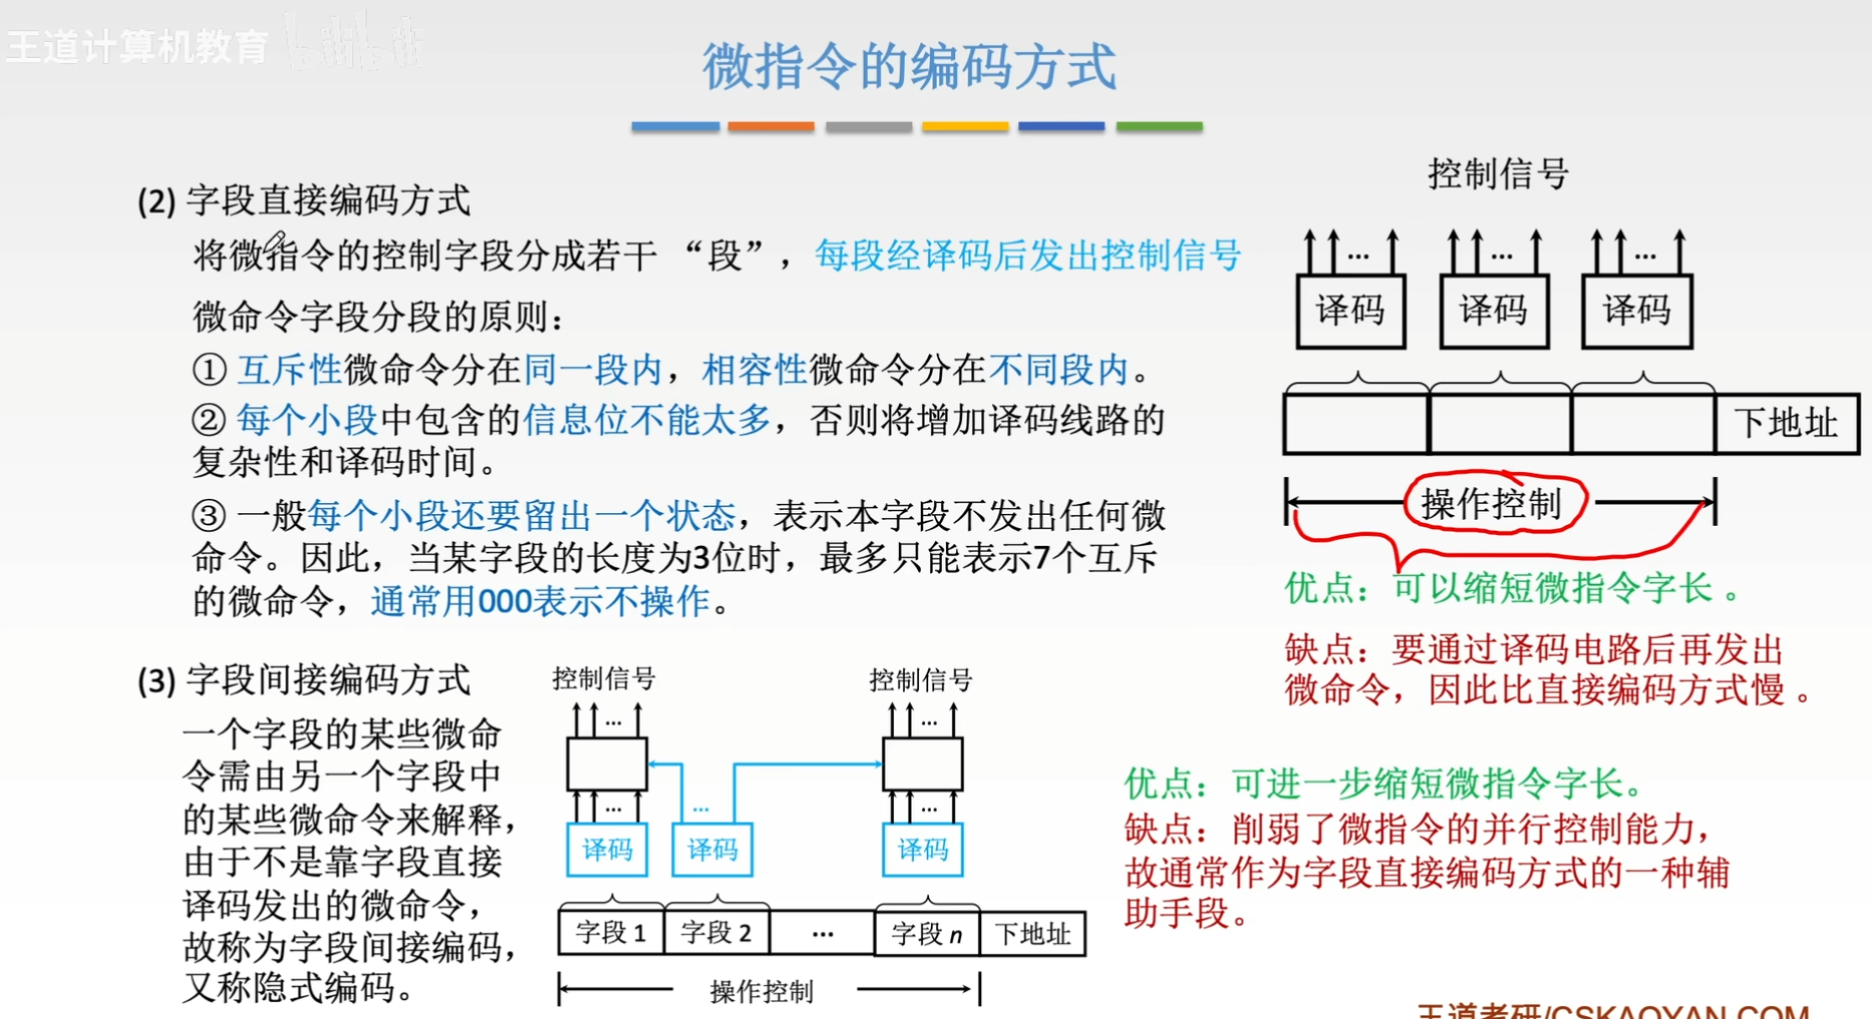 王道计算机教育 bilibili
微指令的编码方式
(2) 字段直接编码方式
将微指令的控制字段分成若干 “段”，每段经译码后发出控制信号
微命令字段分段的原则：
① 互斥性微命令分在同一段内，相容性微命令分在不同段内。
② 每个小段中包含的信息位不能太多，否则将增加译码线路的
复杂性和译码时间。
③ 一般每个小段还要留出一个状态，表示本字段不发出任何微
命令。因此，当某字段的长度为3位时，最多只能表示7个互斥
的微命令，通常用000表示不操作。
控制信号
... ... ...
译码 译码 译码
下地址
操作控制
优点：可以缩短微指令字长 。
缺点：要通过译码电路后再发出
微命令，因此比直接编码方式慢 。
(3) 字段间接编码方式
一个字段的某些微命
令需由另一个字段中
的某些微命令来解释，
由于不是靠字段直接
译码发出的微命令，
故称为字段间接编码，
又称隐式编码。
控制信号 控制信号
... ...
... ... ...
译码 译码 译码
字段 1 字段 2 ... 字段 n 下地址
操作控制
优点：可进一步缩短微指令字长。
缺点：削弱了微指令的并行控制能力，
故通常作为字段直接编码方式的一种辅
助手段。
王道考研/CSKAOYAN.COM